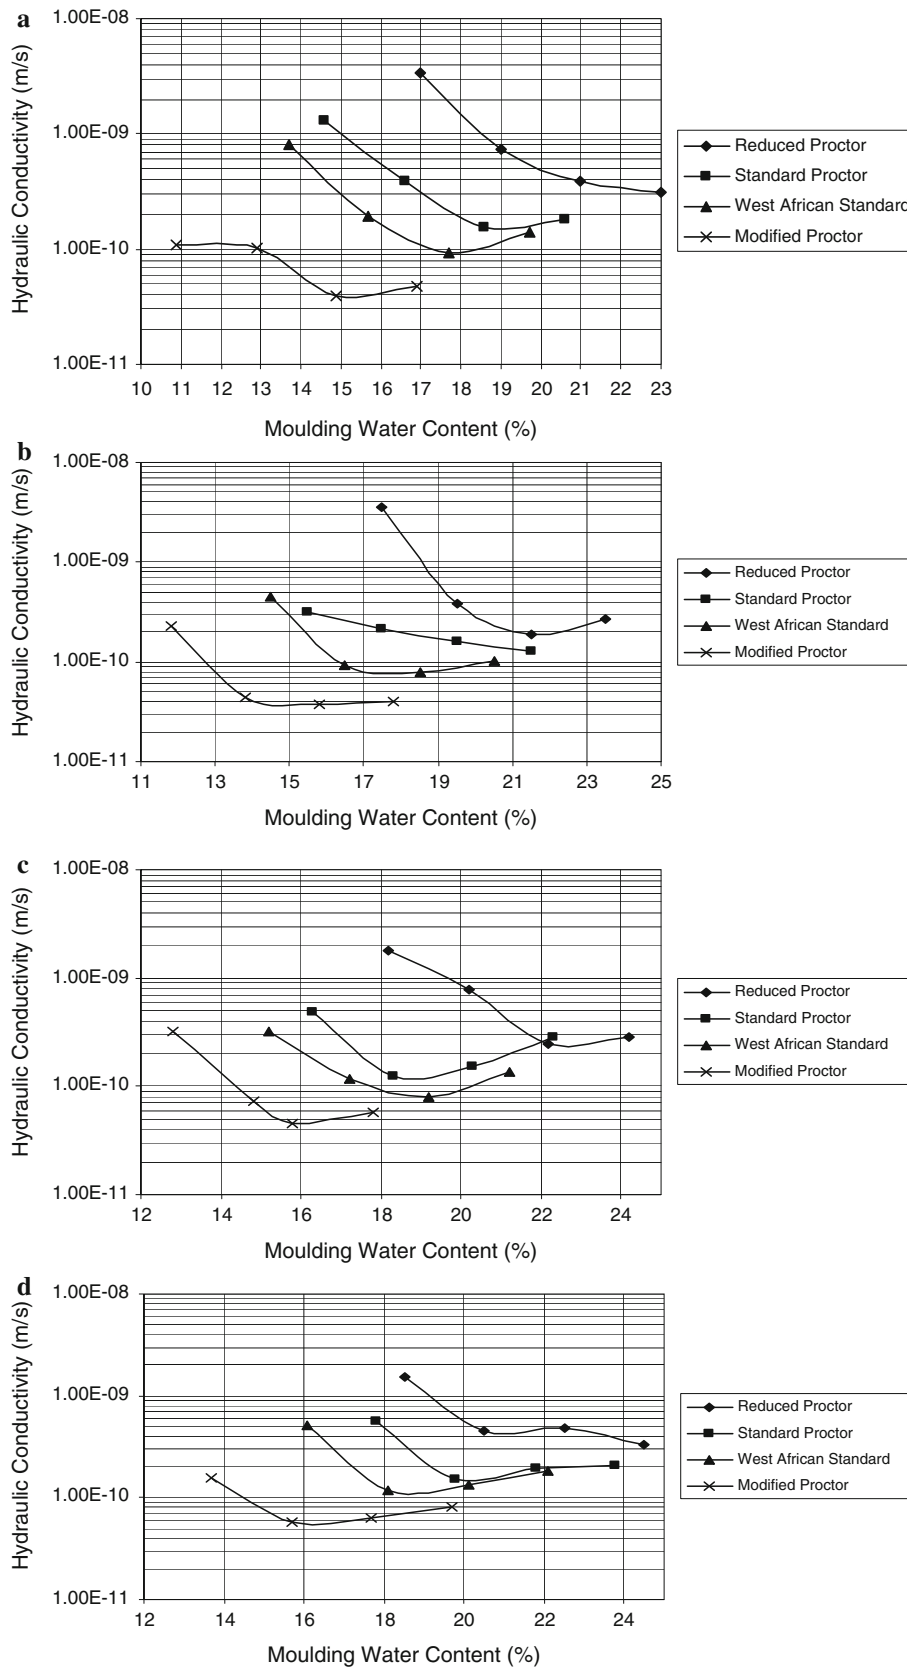 a
Hydraulic Conductivity (m/s)
1.00E-08
1.00E-09
1.00E-10
1.00E-11
10 11 12 13 14 15 16 17 18 19 20 21 22 23
Moulding Water Content (%)
Reduced Proctor
Standard Proctor
West African Standard
Modified Proctor
b
Hydraulic Conductivity (m/s)
1.00E-08
1.00E-09
1.00E-10
1.00E-11
11 13 15 17 19 21 23 25
Moulding Water Content (%)
Reduced Proctor
Standard Proctor
West African Standard
Modified Proctor
c
Hydraulic Conductivity (m/s)
1.00E-08
1.00E-09
1.00E-10
1.00E-11
12 14 16 18 20 22 24
Moulding Water Content (%)
Reduced Proctor
Standard Proctor
West African Standard
Modified Proctor
d
Hydraulic Conductivity (m/s)
1.00E-08
1.00E-09
1.00E-10
1.00E-11
12 14 16 18 20 22 24
Moulding Water Content (%)
Reduced Proctor
Standard Proctor
West African Standard
Modified Proctor